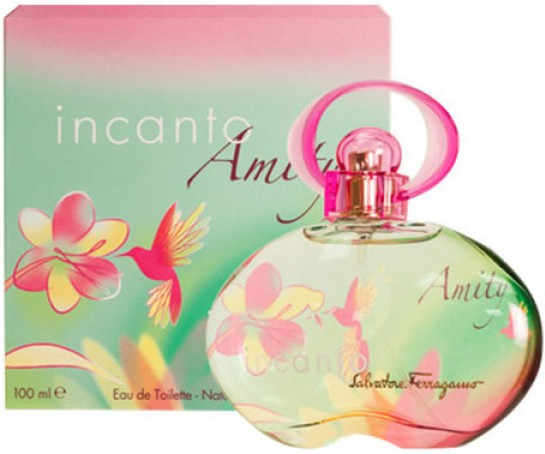 incanto
Amity
100 ml e
Eau de Toilette - Natu
Amity
incanto
Salvatore Ferragamo